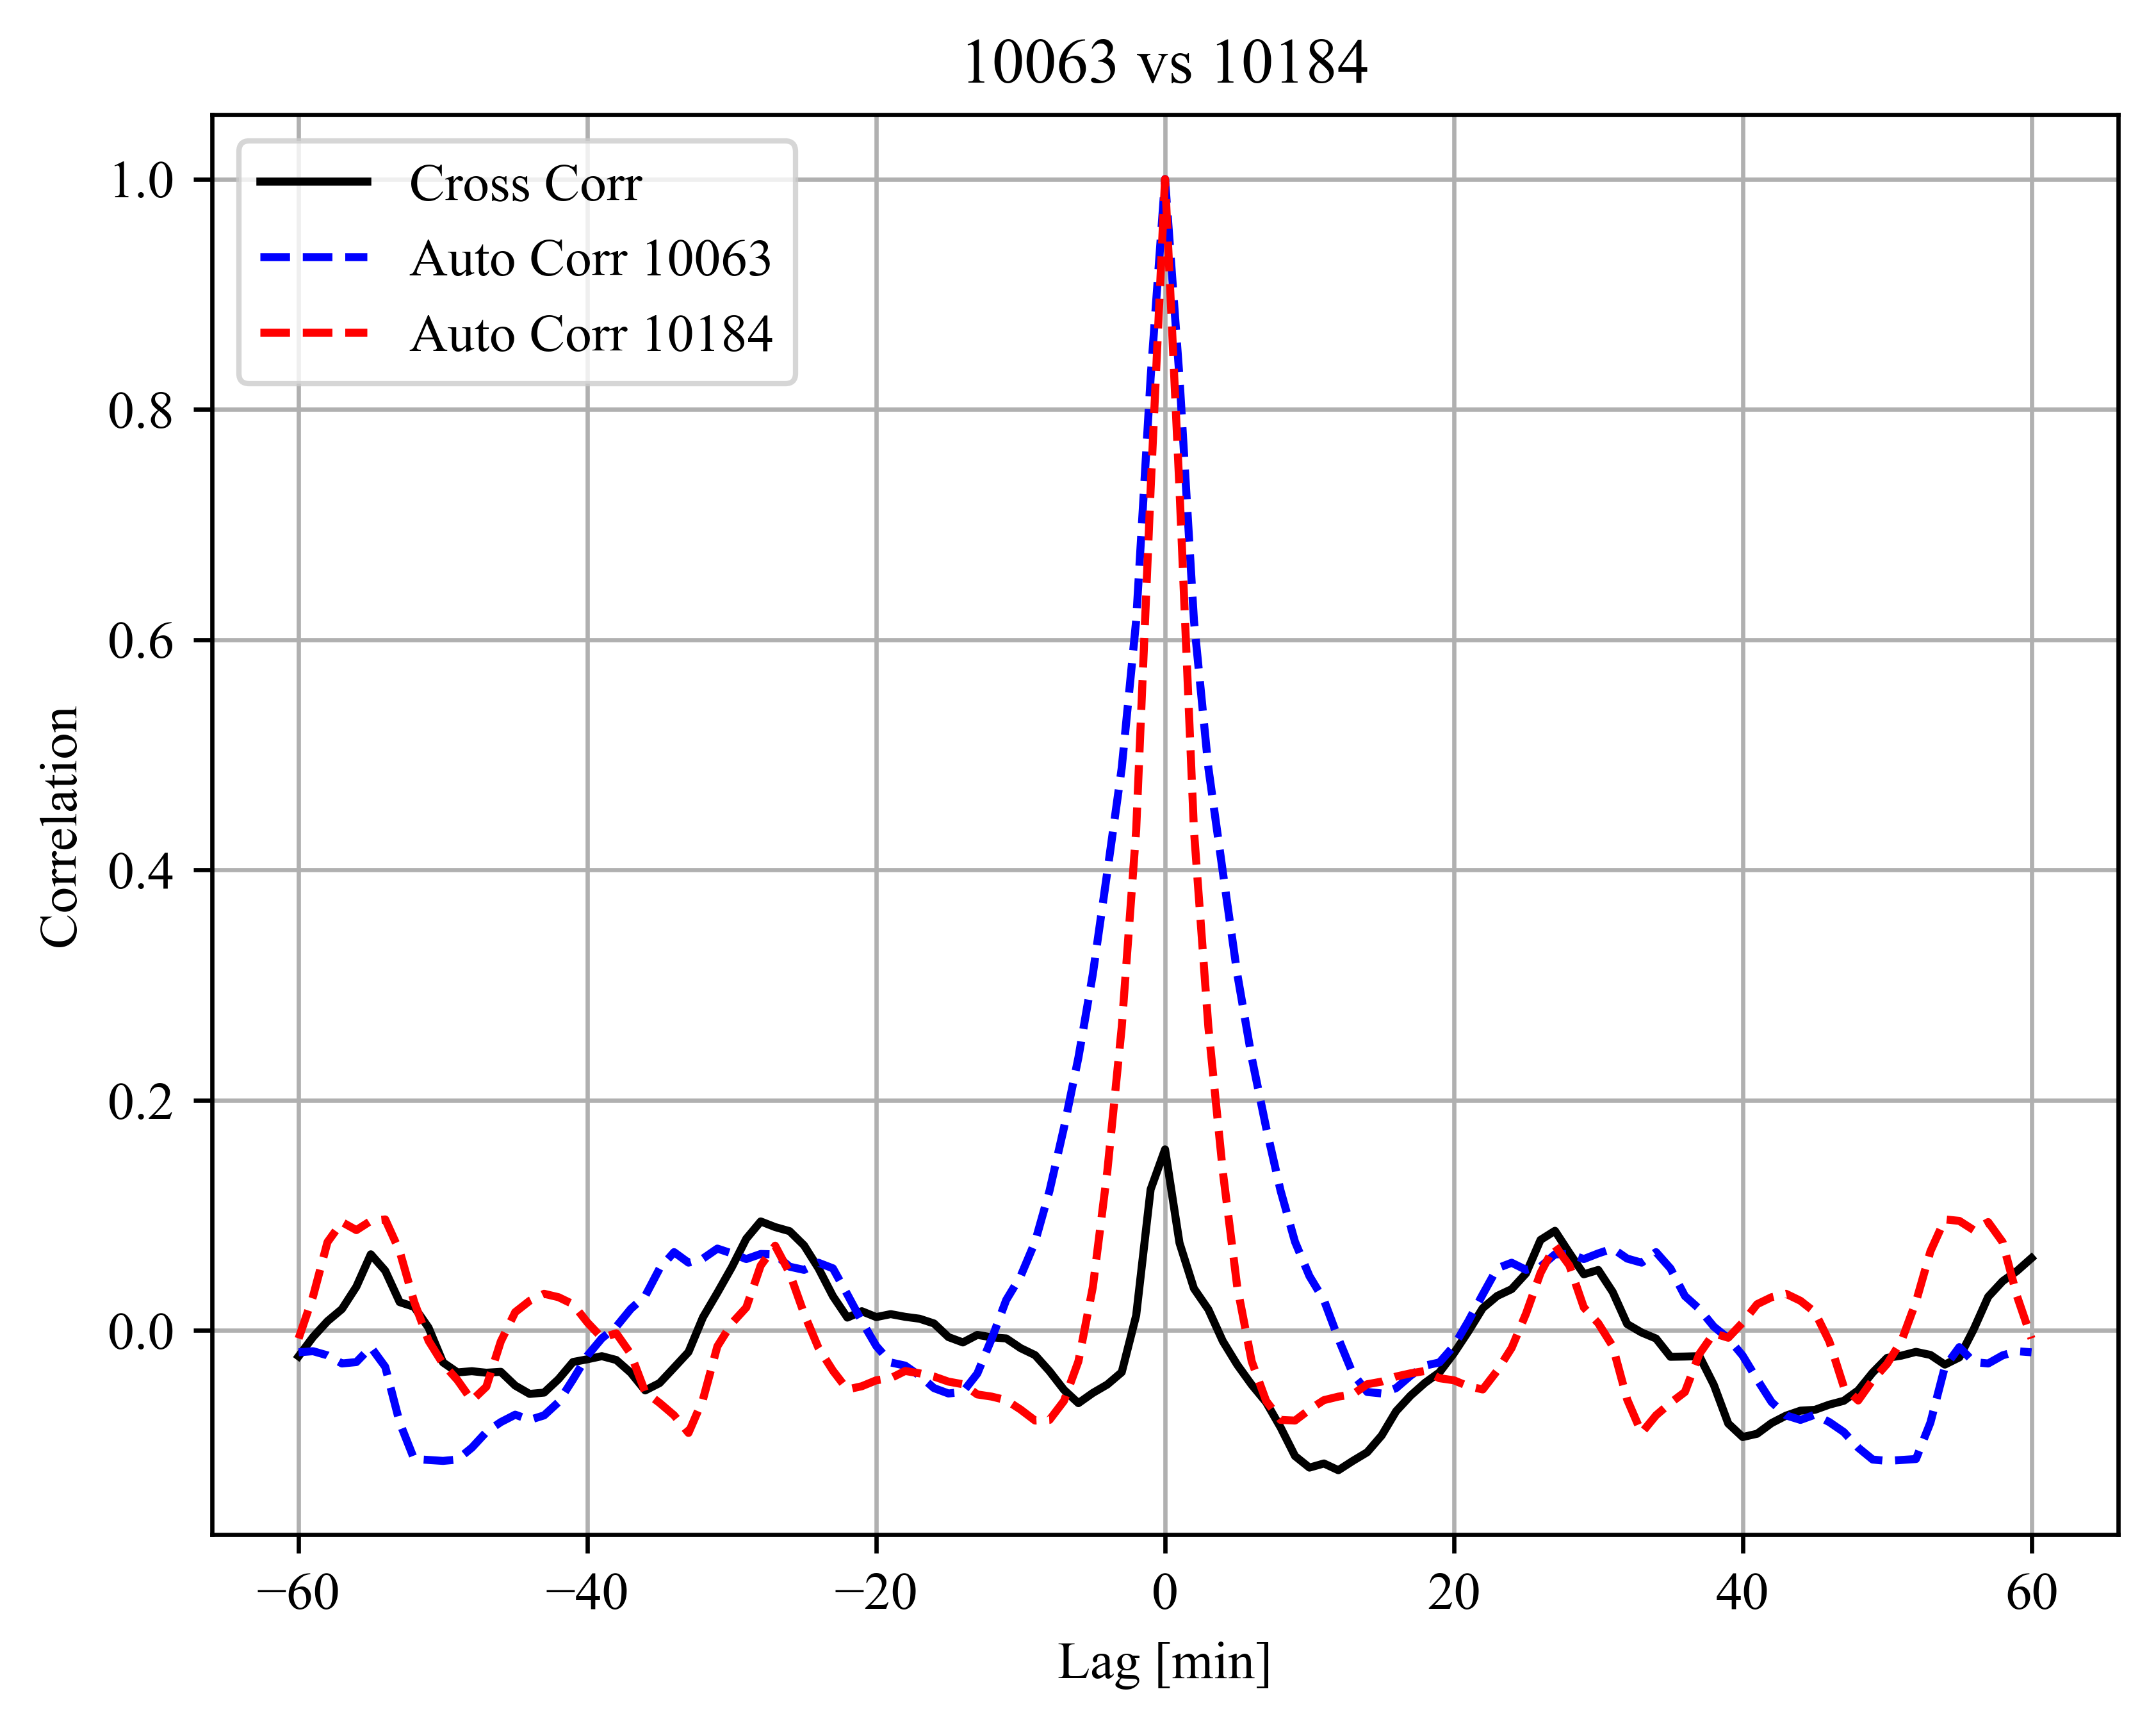 10063 vs 10184
Cross Corr
Auto Corr 10063
Auto Corr 10184
1.0
0.8
0.6
0.4
0.2
0.0
Correlation
−60
−40
−20
0
20
40
60
Lag [min]